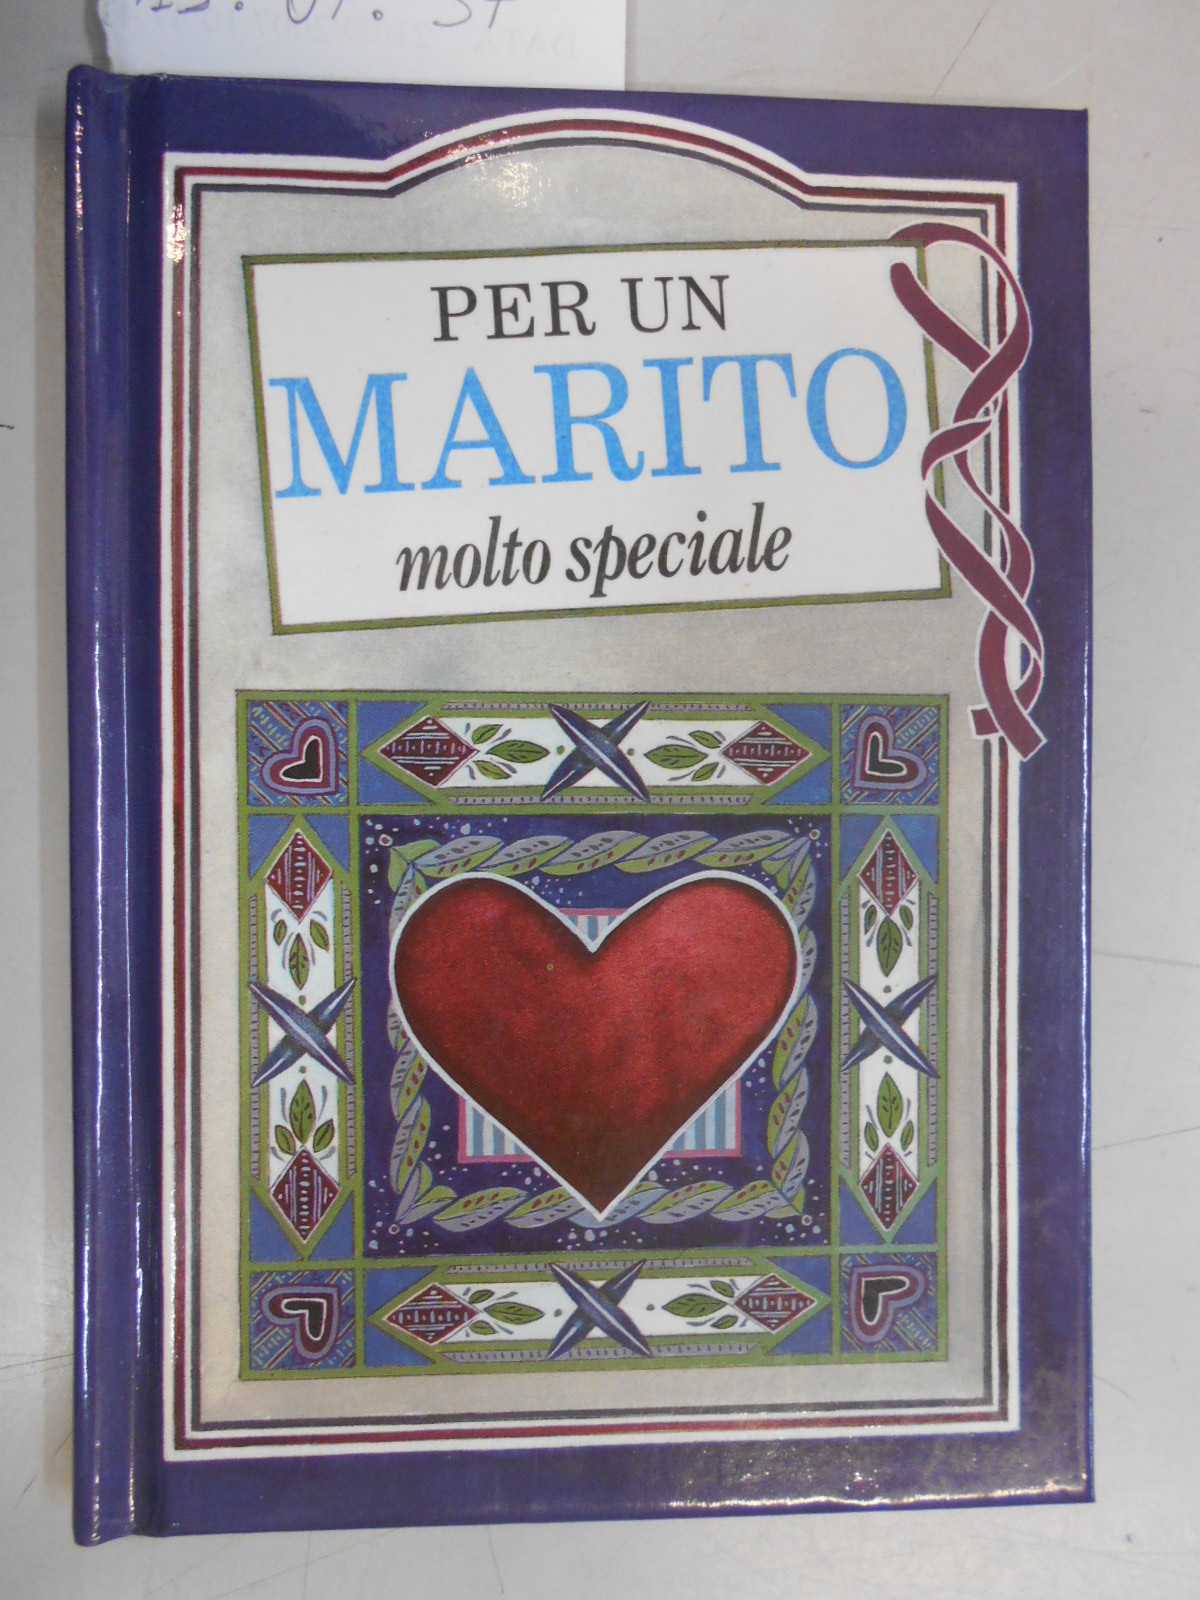 PER UN
MARITO
molto speciale